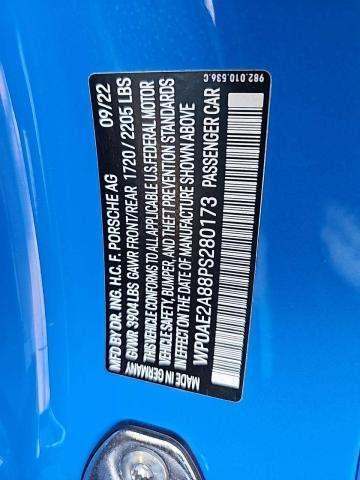 982.010.536.C
MFD BY DR. ING. H.C. F. PORSCHE AG 09/22
GVWR 3904 LBS GAWR FRONT/REAR 1720 / 2205 LBS
THIS VEHICLE CONFORMS TO ALL APPLICABLE U.S. FEDERAL MOTOR
VEHICLE SAFETY, BUMPER, AND THEFT PREVENTION STANDARDS
IN EFFECT ON THE DATE OF MANUFACTURE SHOWN ABOVE
WP0AE2A88PS280173 PASSENGER CAR
MADE IN GERMANY